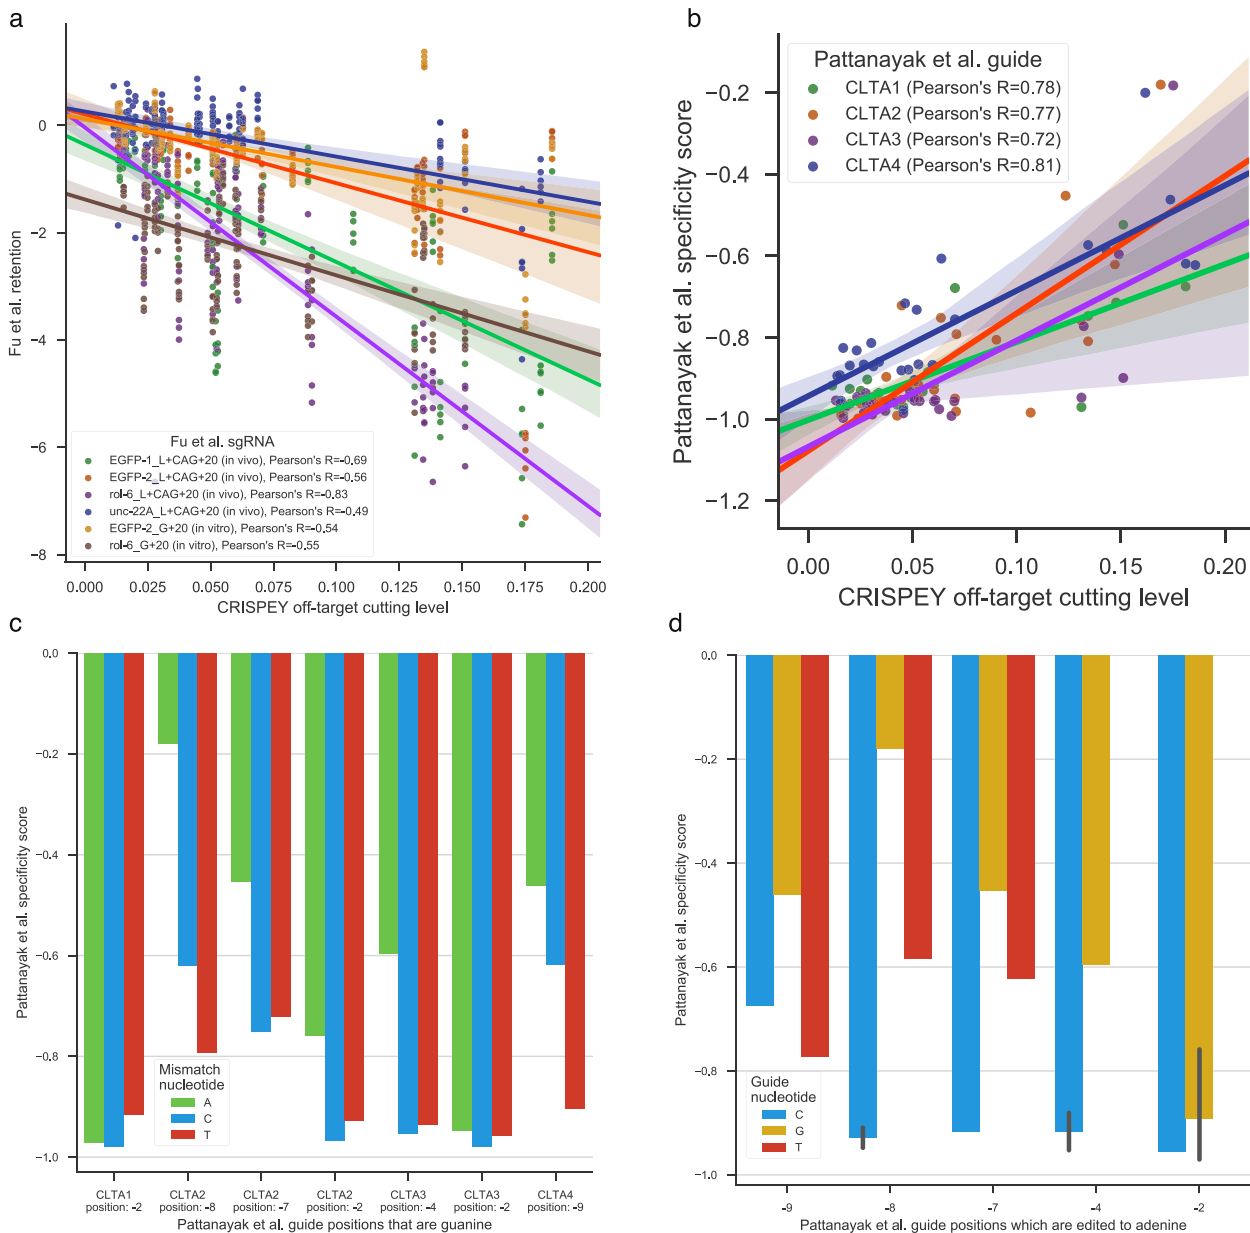 a
0
−2
−4
−6
−8
Fu et al. retention
Fu et al. sgRNA
EGFP-1_L+CAG+20 (in vivo), Pearson's R=-0.69
EGFP-2_L+CAG+20 (in vivo), Pearson's R=-0.56
rol-6_L+CAG+20 (in vivo), Pearson's R=-0.83
unc-22A_L+CAG+20 (in vivo), Pearson's R=-0.49
EGFP-2_G+20 (in vitro), Pearson's R=-0.54
rol-6_G+20 (in vitro), Pearson's R=-0.55
0.000 0.025 0.050 0.075 0.100 0.125 0.150 0.175 0.200
CRISPEY off-target cutting level
b
−0.2
−0.4
−0.6
−0.8
−1.0
−1.2
Pattanayak et al. specificity score
Pattanayak et al. guide
CLTA1 (Pearson's R=0.78)
CLTA2 (Pearson's R=0.77)
CLTA3 (Pearson's R=0.72)
CLTA4 (Pearson's R=0.81)
0.00 0.05 0.10 0.15 0.20
CRISPEY off-target cutting level
c
0.0
−0.2
−0.4
−0.6
−0.8
−1.0
Pattanayak et al. specificity score
Mismatch
nucleotide
A
C
T
CLTA1 CLTA2 CLTA2 CLTA2 CLTA3 CLTA3 CLTA4
position: -2 position: -8 position: -7 position: -2 position: -4 position: -2 position: -9
Pattanayak et al. guide positions that are guanine
d
0.0
−0.2
−0.4
−0.6
−0.8
−1.0
Pattanayak et al. specificity score
Guide
nucleotide
C
G
T
-9 -8 -7 -4 -2
Pattanayak et al. guide positions which are edited to adenine